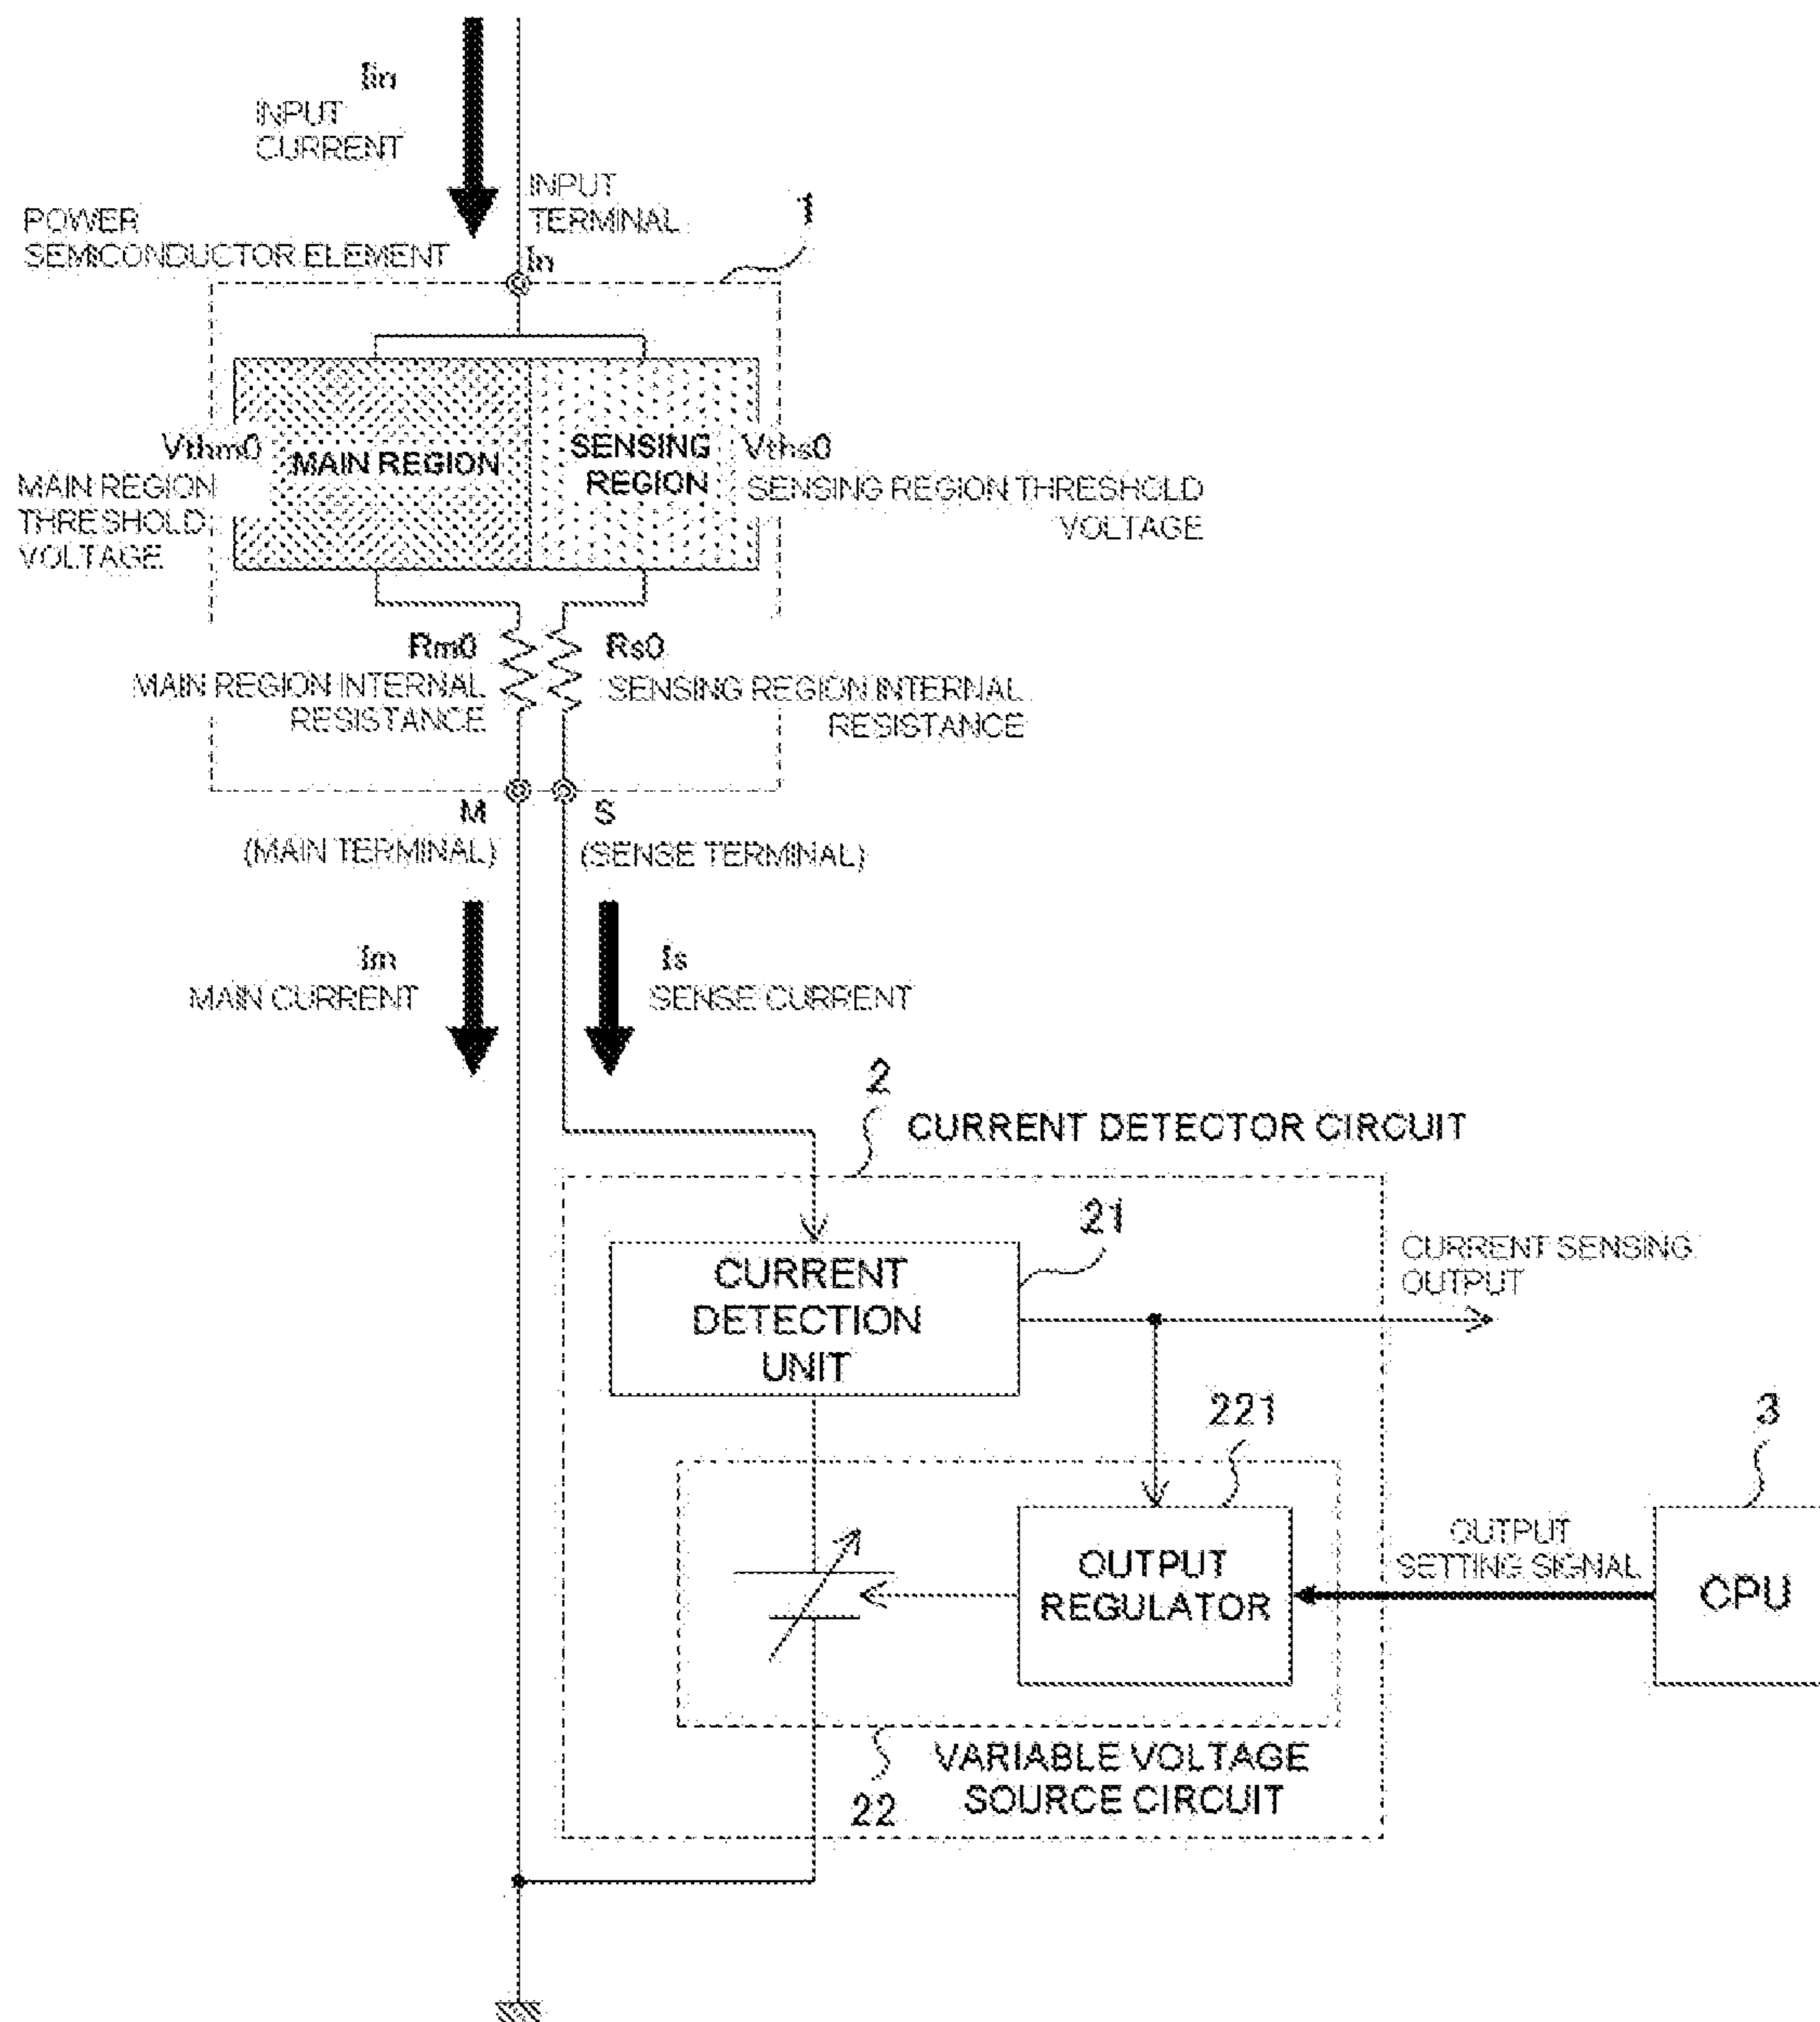 Iin
INPUT
CURRENT
INPUT
TERMINAL
1
POWER
SEMICONDUCTOR ELEMENT
In
Vthm0
MAIN REGION
THRESHOLD
VOLTAGE
MAIN REGION
SENSING
REGION
Vths0
SENSING REGION THRESHOLD
VOLTAGE
Rm0
MAIN REGION INTERNAL
RESISTANCE
Rs0
SENSING REGION INTERNAL
RESISTANCE
M
(MAIN TERMINAL)
S
(SENSE TERMINAL)
Im
MAIN CURRENT
Is
SENSE CURRENT
2
CURRENT DETECTOR CIRCUIT
21
CURRENT
DETECTION
UNIT
CURRENT SENSING
OUTPUT
221
3
OUTPUT
REGULATOR
OUTPUT
SETTING SIGNAL
CPU
22
VARIABLE VOLTAGE
SOURCE CIRCUIT